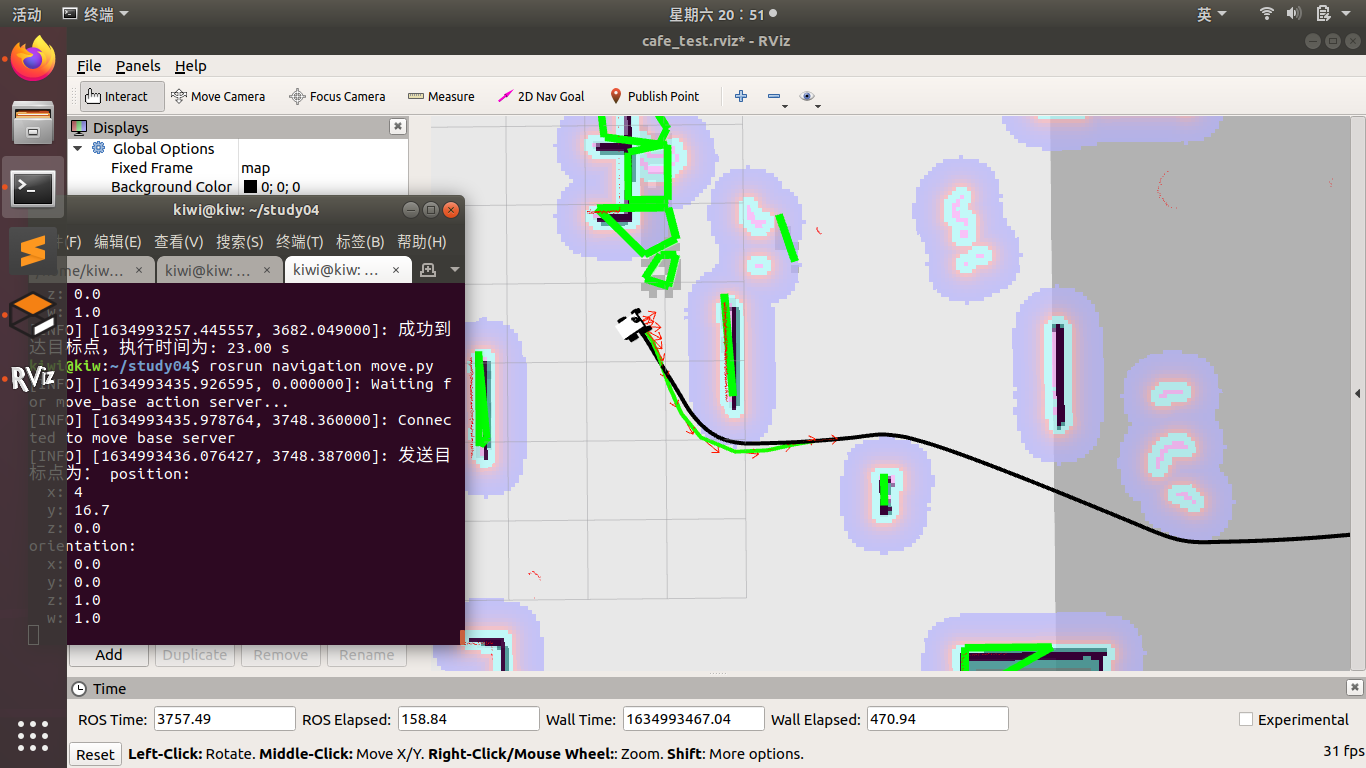 活动 终端 星期六 20：51 英
cafe_test.rviz* - RViz
File Panels Help
Interact Move Camera Focus Camera Measure 2D Nav Goal Publish Point
Displays
Global Options
Fixed Frame map
Background Color 0; 0; 0
kiwi@kiw: ~/study04
(F) 编辑(E) 查看(V) 搜索(S) 终端(T) 标签(B) 帮助(H)
ome/kiw... × kiwi@kiw: ... × kiwi@kiw: ... ×
z: 0.0
w: 1.0
[INFO] [1634993257.445557, 3682.049000]: 成功到
达目标点，执行时间为: 23.00 s
kiwi@kiw:~/study04$ rosrun navigation move.py
[INFO] [1634993435.926595, 0.000000]: Waiting f
or move_base action server...
[INFO] [1634993435.978764, 3748.360000]: Connec
ted to move base server
[INFO] [1634993436.076427, 3748.387000]: 发送目
标点为： position:
x: 4
y: 16.7
z: 0.0
orientation:
x: 0.0
y: 0.0
z: 1.0
w: 1.0
RViz
Add Duplicate Remove Rename
Time
ROS Time: 3757.49 ROS Elapsed: 158.84 Wall Time: 1634993467.04 Wall Elapsed: 470.94 Experimental
Reset Left-Click: Rotate. Middle-Click: Move X/Y. Right-Click/Mouse Wheel:: Zoom. Shift: More options. 31 fps